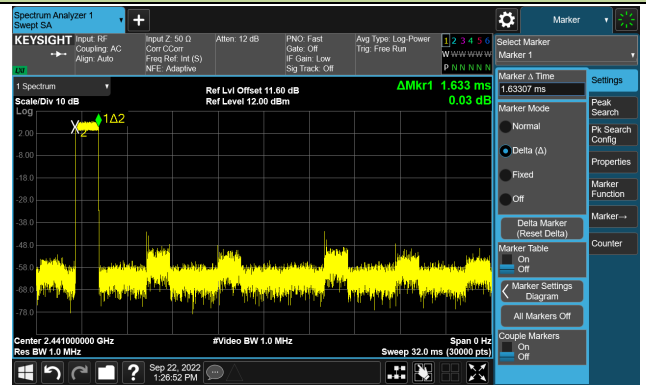 Spectrum Analyzer 1
Swept SA
Marker
KEYSIGHT
Input: RF
Coupling: AC
Align: Auto
Input Z: 50 Ω
Corr CCorr
Freq Ref: Int (S)
NFE: Adaptive
Atten: 12 dB
PNO: Fast
Gate: Off
IF Gain: Low
Sig Track: Off
Avg Type: Log-Power
Trig: Free Run
1 2 3 4 5 6
W W W W W W
P N N N N N
LXI
Select Marker
Marker 1
1 Spectrum
Scale/Div 10 dB
Ref Lvl Offset 11.60 dB
Ref Level 12.00 dBm
ΔMkr1 1.633 ms
0.03 dB
Log
2.00
-8.00
-18.0
-28.0
-38.0
-48.0
-58.0
-68.0
-78.0
X2
1Δ2
Center 2.441000000 GHz
Res BW 1.0 MHz
#Video BW 1.0 MHz
Span 0 Hz
Sweep 32.0 ms (30000 pts)
Marker Δ Time
1.63307 ms
Marker Mode
Normal
Delta (Δ)
Fixed
Off
Delta Marker
(Reset Delta)
Marker Table
On
Off
Marker Settings
Diagram
All Markers Off
Couple Markers
On
Off
Settings
Peak
Search
Pk Search
Config
Properties
Marker
Function
Marker→
Counter
?
Sep 22, 2022
1:26:52 PM